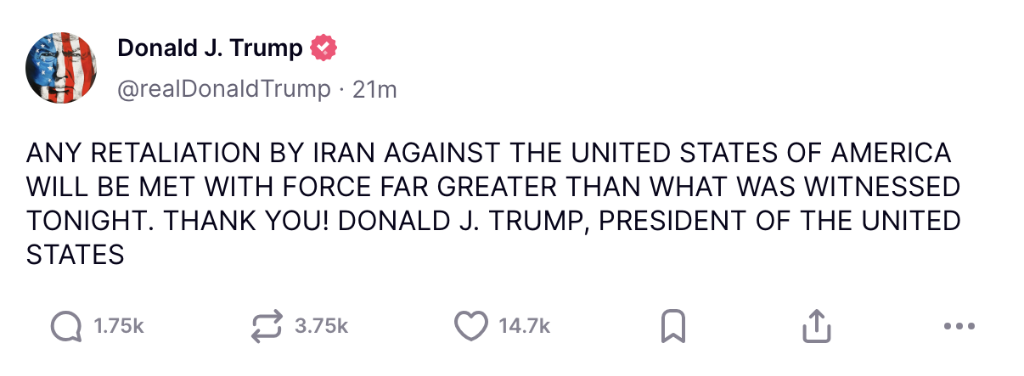 Donald J. Trump
@realDonaldTrump · 21m
ANY RETALIATION BY IRAN AGAINST THE UNITED STATES OF AMERICA
WILL BE MET WITH FORCE FAR GREATER THAN WHAT WAS WITNESSED
TONIGHT. THANK YOU! DONALD J. TRUMP, PRESIDENT OF THE UNITED
STATES
1.75k 3.75k 14.7k